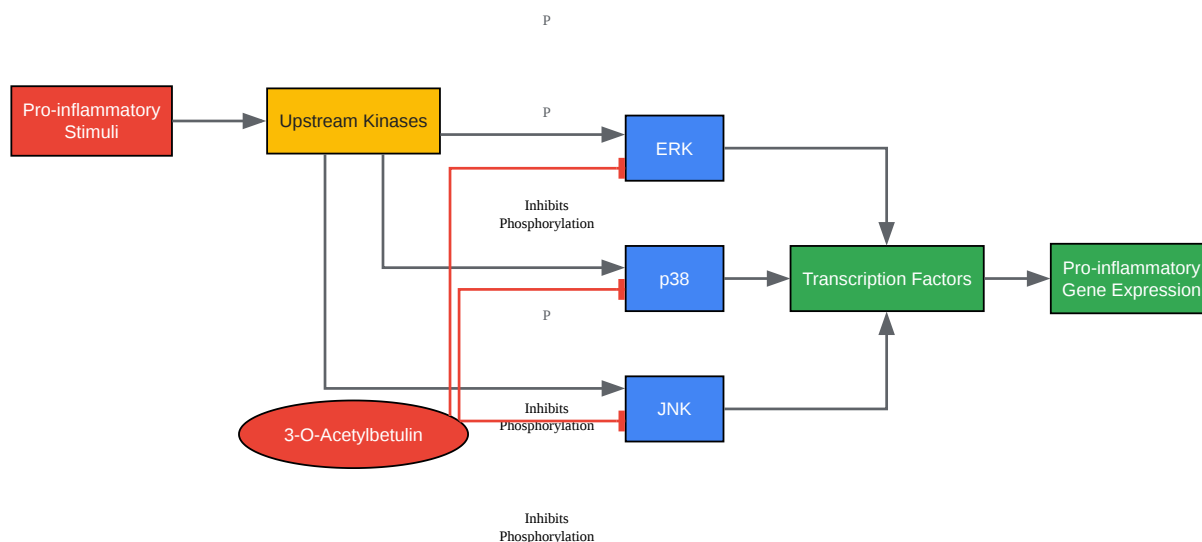 P
Pro-inflammatory
Stimuli
Upstream Kinases
P
ERK
Inhibits
Phosphorylation
p38
Transcription Factors
Pro-inflammatory
Gene Expression
P
JNK
Inhibits
Phosphorylation
3-O-Acetylbetulin
Inhibits
Phosphorylation